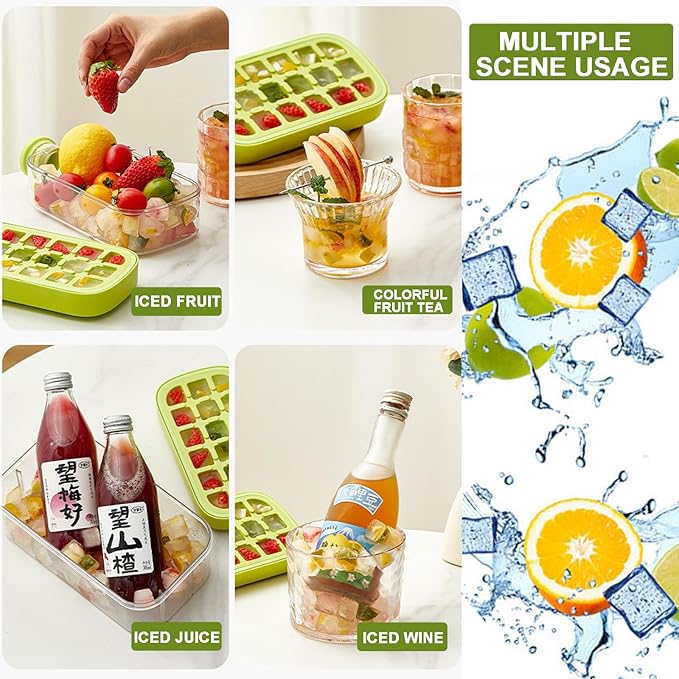 MULTIPLE
SCENE USAGE
ICED FRUIT
COLORFUL
FRUIT TEA
望梅好
望山楂
ICED JUICE
ICED WINE